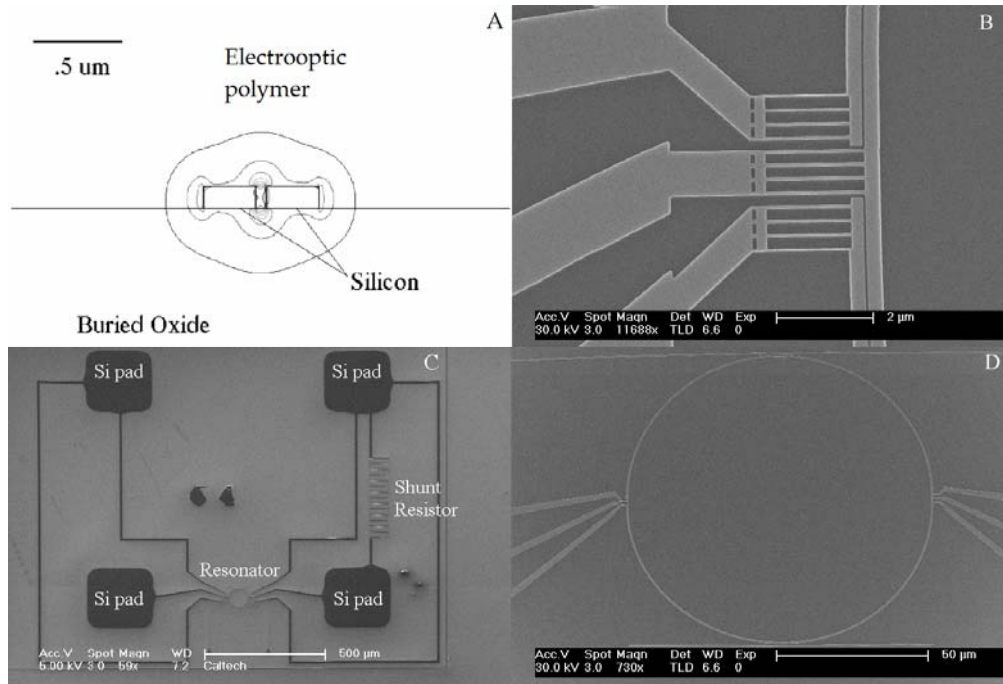 A
.5 um
Electrooptic
polymer
Silicon
Buried Oxide
B
Acc.V Spot Magn Det WD Exp
30.0 kV 3.0 11688x TLD 6.6 0 2 µm
C
Si pad Si pad
Shunt
Resistor
Resonator
Si pad Si pad
Acc.V Spot Magn WD
5.00 kV 3.0 59x 7.2 Caltech 500 µm
D
Acc.V Spot Magn Det WD Exp
30.0 kV 3.0 730x TLD 6.6 0 50 µm